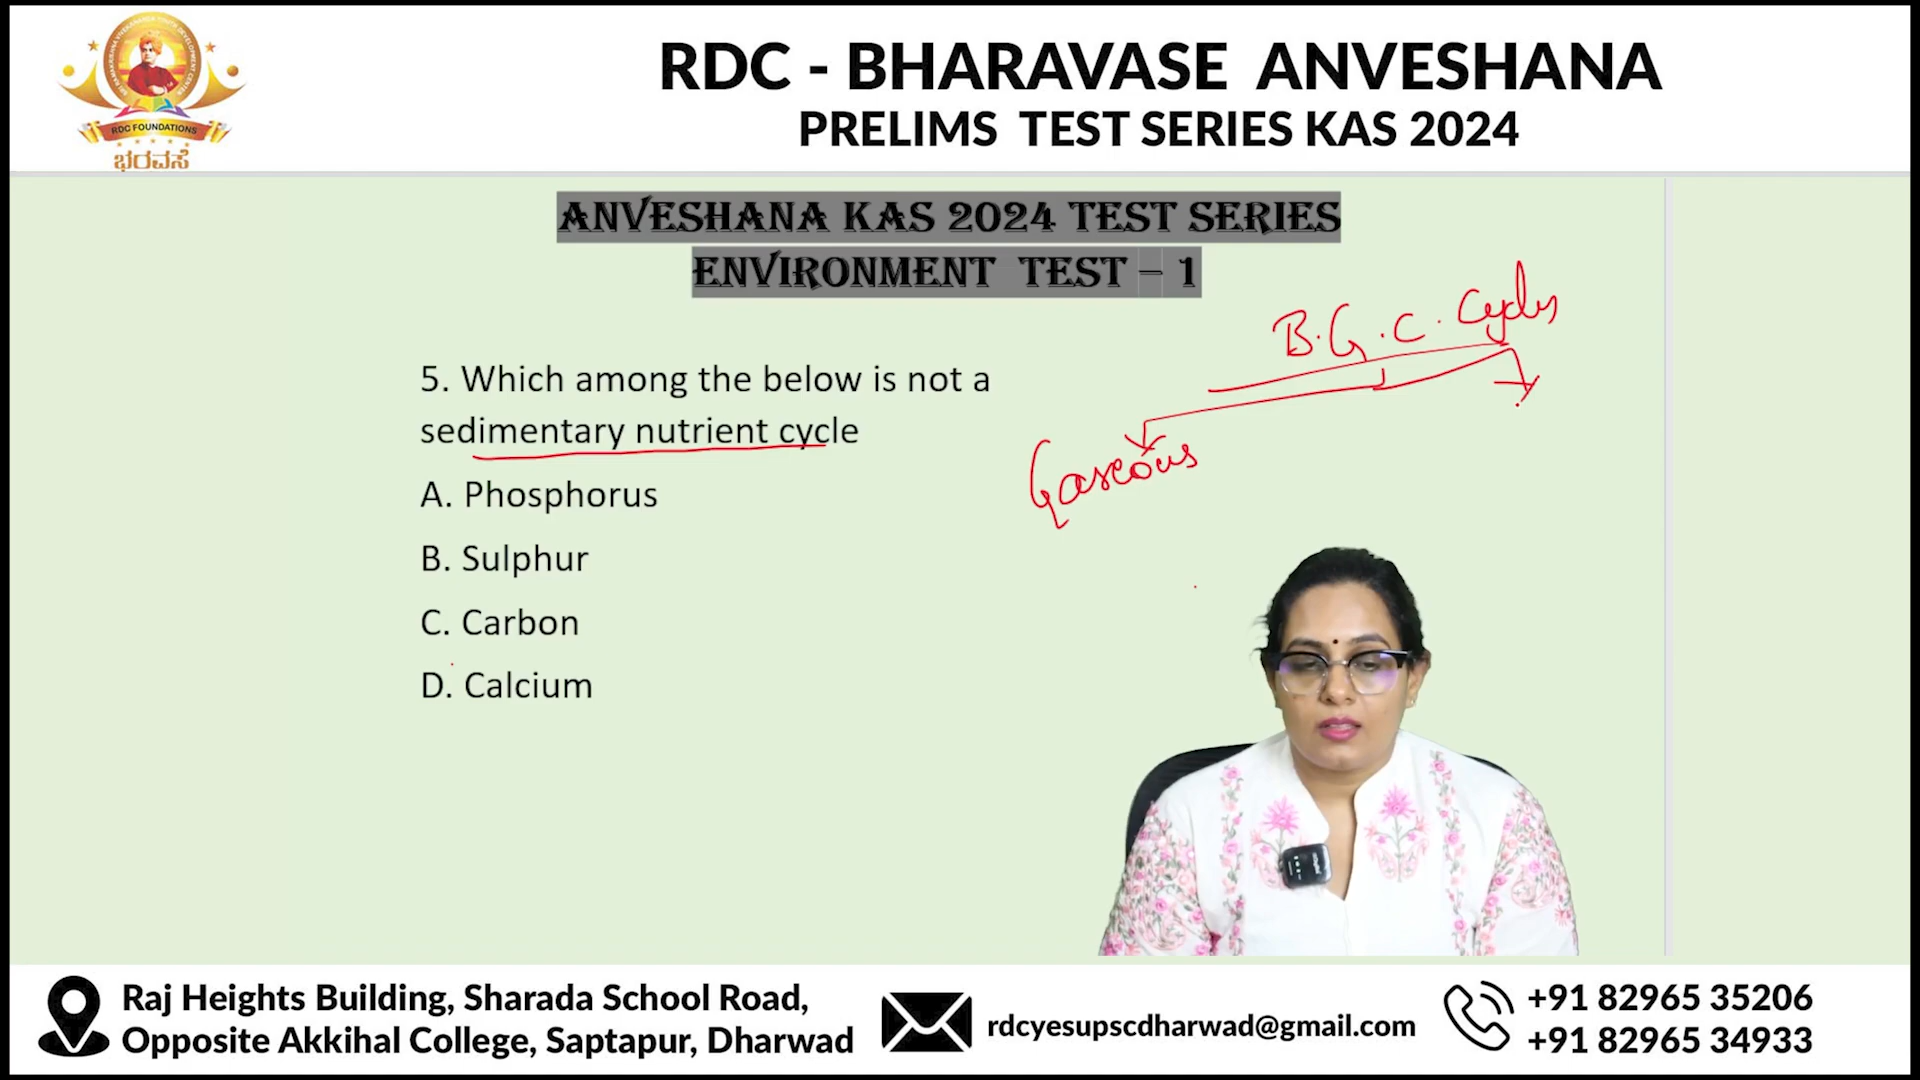 RDC - BHARAVASE ANVESHANA
PRELIMS TEST SERIES KAS 2024
RDC FOUNDATIONS
ಭರವಸೆ
ANVESHANA KAS 2024 TEST SERIES
ENVIRONMENT TEST – 1
B.G.C. Cycles
5. Which among the below is not a
sedimentary nutrient cycle
Gaseous
A. Phosphorus
B. Sulphur
C. Carbon
D. Calcium
Raj Heights Building, Sharada School Road,
Opposite Akkihal College, Saptapur, Dharwad
rdcyesupscdharwad@gmail.com
+91 82965 35206
+91 82965 34933